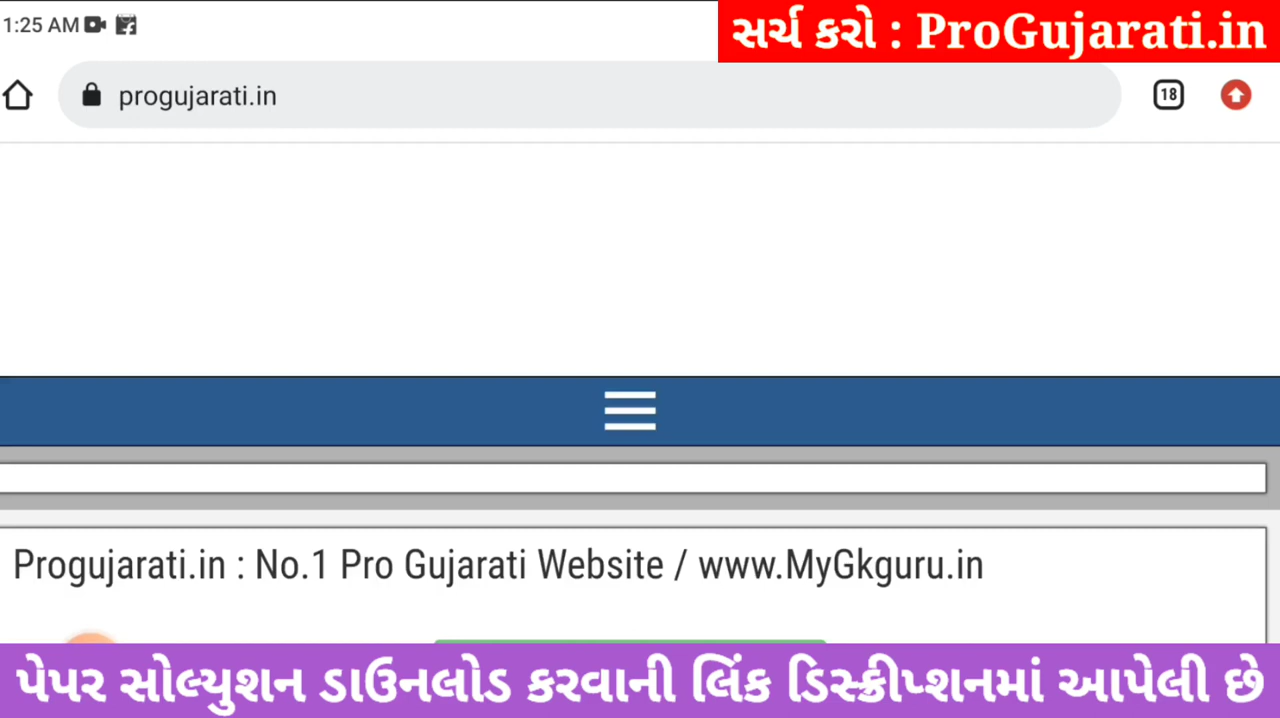 1:25 AM
સર્ચ કરો : ProGujarati.in
progujarati.in
18
Progujarati.in : No.1 Pro Gujarati Website / www.MyGkguru.in
પેપર સોલ્યુશન ડાઉનલોડ કરવાની લિંક ડિસ્ક્રીપ્શનમાં આપેલી છે